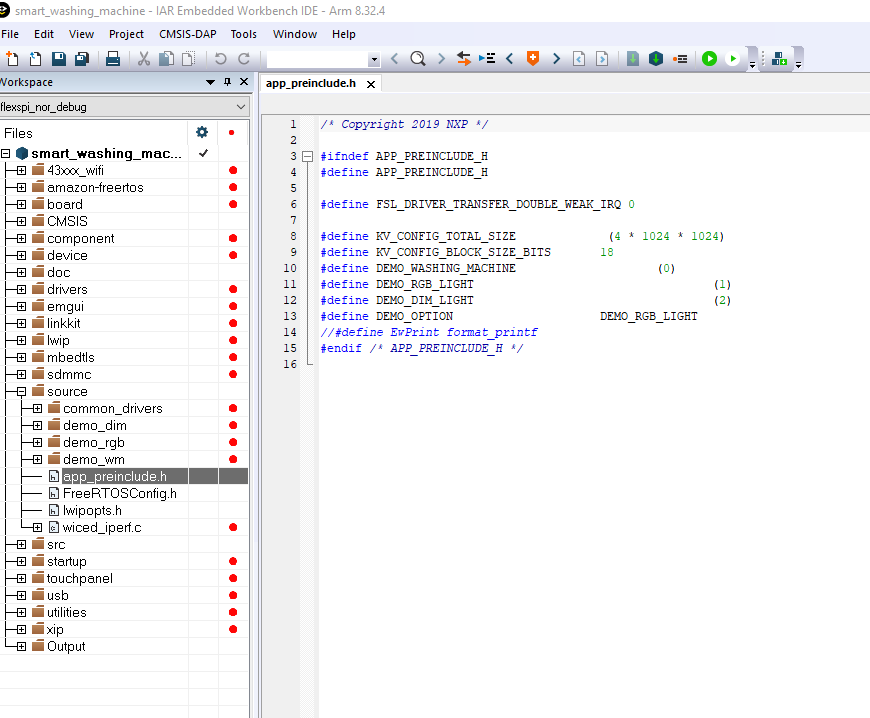 smart_washing_machine - IAR Embedded Workbench IDE - Arm 8.32.4
File Edit View Project CMSIS-DAP Tools Window Help
Workspace
app_preinclude.h
flexspi_nor_debug
Files
smart_washing_mac...
43xxx_wifi
amazon-freertos
board
CMSIS
component
device
doc
drivers
emgui
linkkit
lwip
mbedtls
sdmmc
source
common_drivers
demo_dim
demo_rgb
demo_wm
app_preinclude.h
FreeRTOSConfig.h
lwipopts.h
wiced_iperf.c
src
startup
touchpanel
usb
utilities
xip
Output
1 /* Copyright 2019 NXP */
2
3 #ifndef APP_PREINCLUDE_H
4 #define APP_PREINCLUDE_H
5
6 #define FSL_DRIVER_TRANSFER_DOUBLE_WEAK_IRQ 0
7
8 #define KV_CONFIG_TOTAL_SIZE (4 * 1024 * 1024)
9 #define KV_CONFIG_BLOCK_SIZE_BITS 18
10 #define DEMO_WASHING_MACHINE (0)
11 #define DEMO_RGB_LIGHT (1)
12 #define DEMO_DIM_LIGHT (2)
13 #define DEMO_OPTION DEMO_RGB_LIGHT
14 //#define EwPrint format_printf
15 #endif /* APP_PREINCLUDE_H */
16